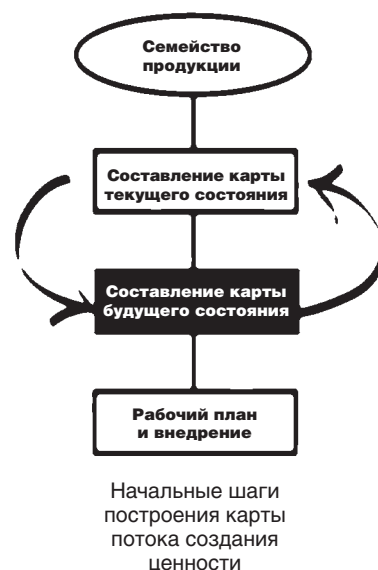 Семейство
продукции
Составление карты
текущего состояния
Составление карты
будущего состояния
Рабочий план
и внедрение
Начальные шаги
построения карты
потока создания
ценности